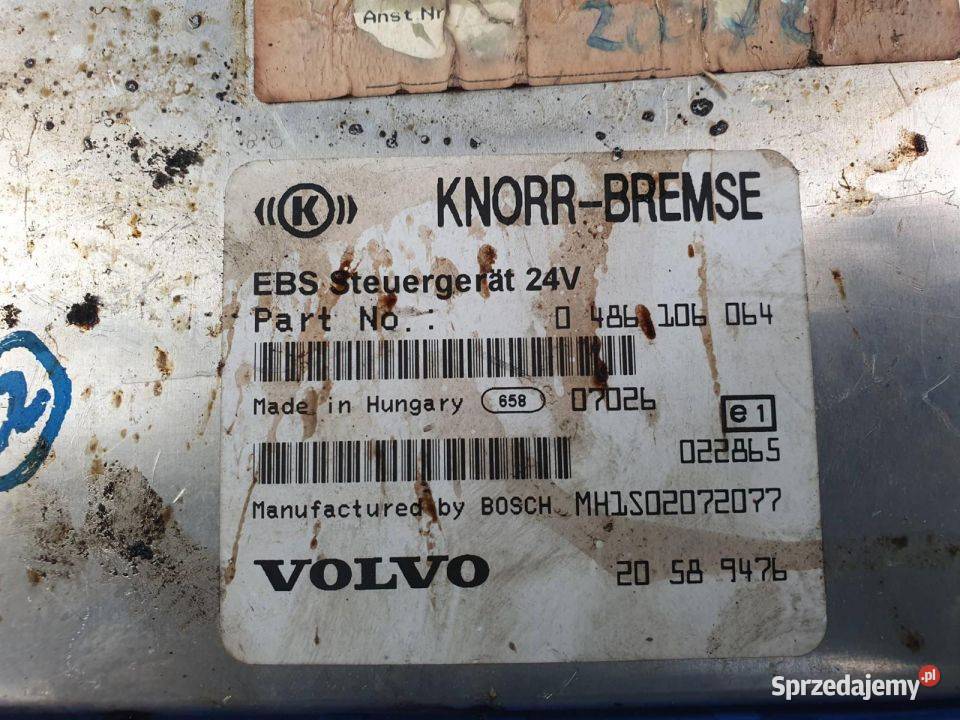 Anst Nr
K KNORR-BREMSE
EBS Steuergerät 24V
Part No.: 0 486 106 064
Made in Hungary 658 07026
e1
022865
Manufactured by BOSCH MH1S02072077
VOLVO 20 58 9476
Sprzedajemy.pl